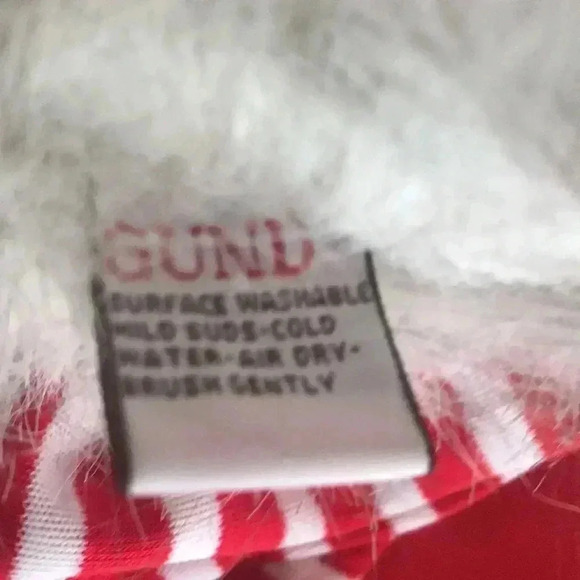 GUND
SURFACE WASHABLE
MILD SUDS-COLD
WATER-AIR DRY-
BRUSH GENTLY